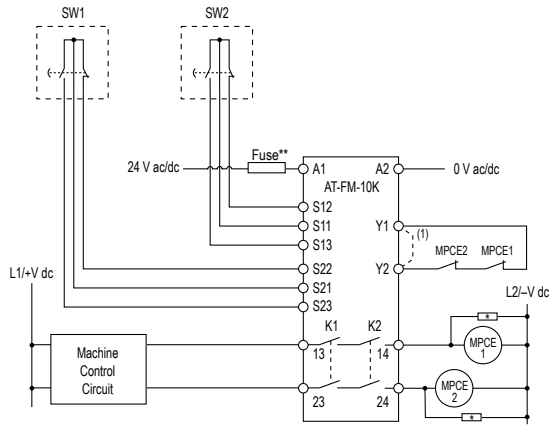 SW1 SW2
Fuse**
24 V ac/dc A1 A2 0 V ac/dc
AT-FM-10K
S12
S11 Y1 (1)
S13
MPCE2 MPCE1
S22 Y2
L1/+V dc
S21
L2/–V dc
S23
*
K1 K2
Machine
Control
Circuit
13 14
MPCE
1
23 24
MPCE
2
*